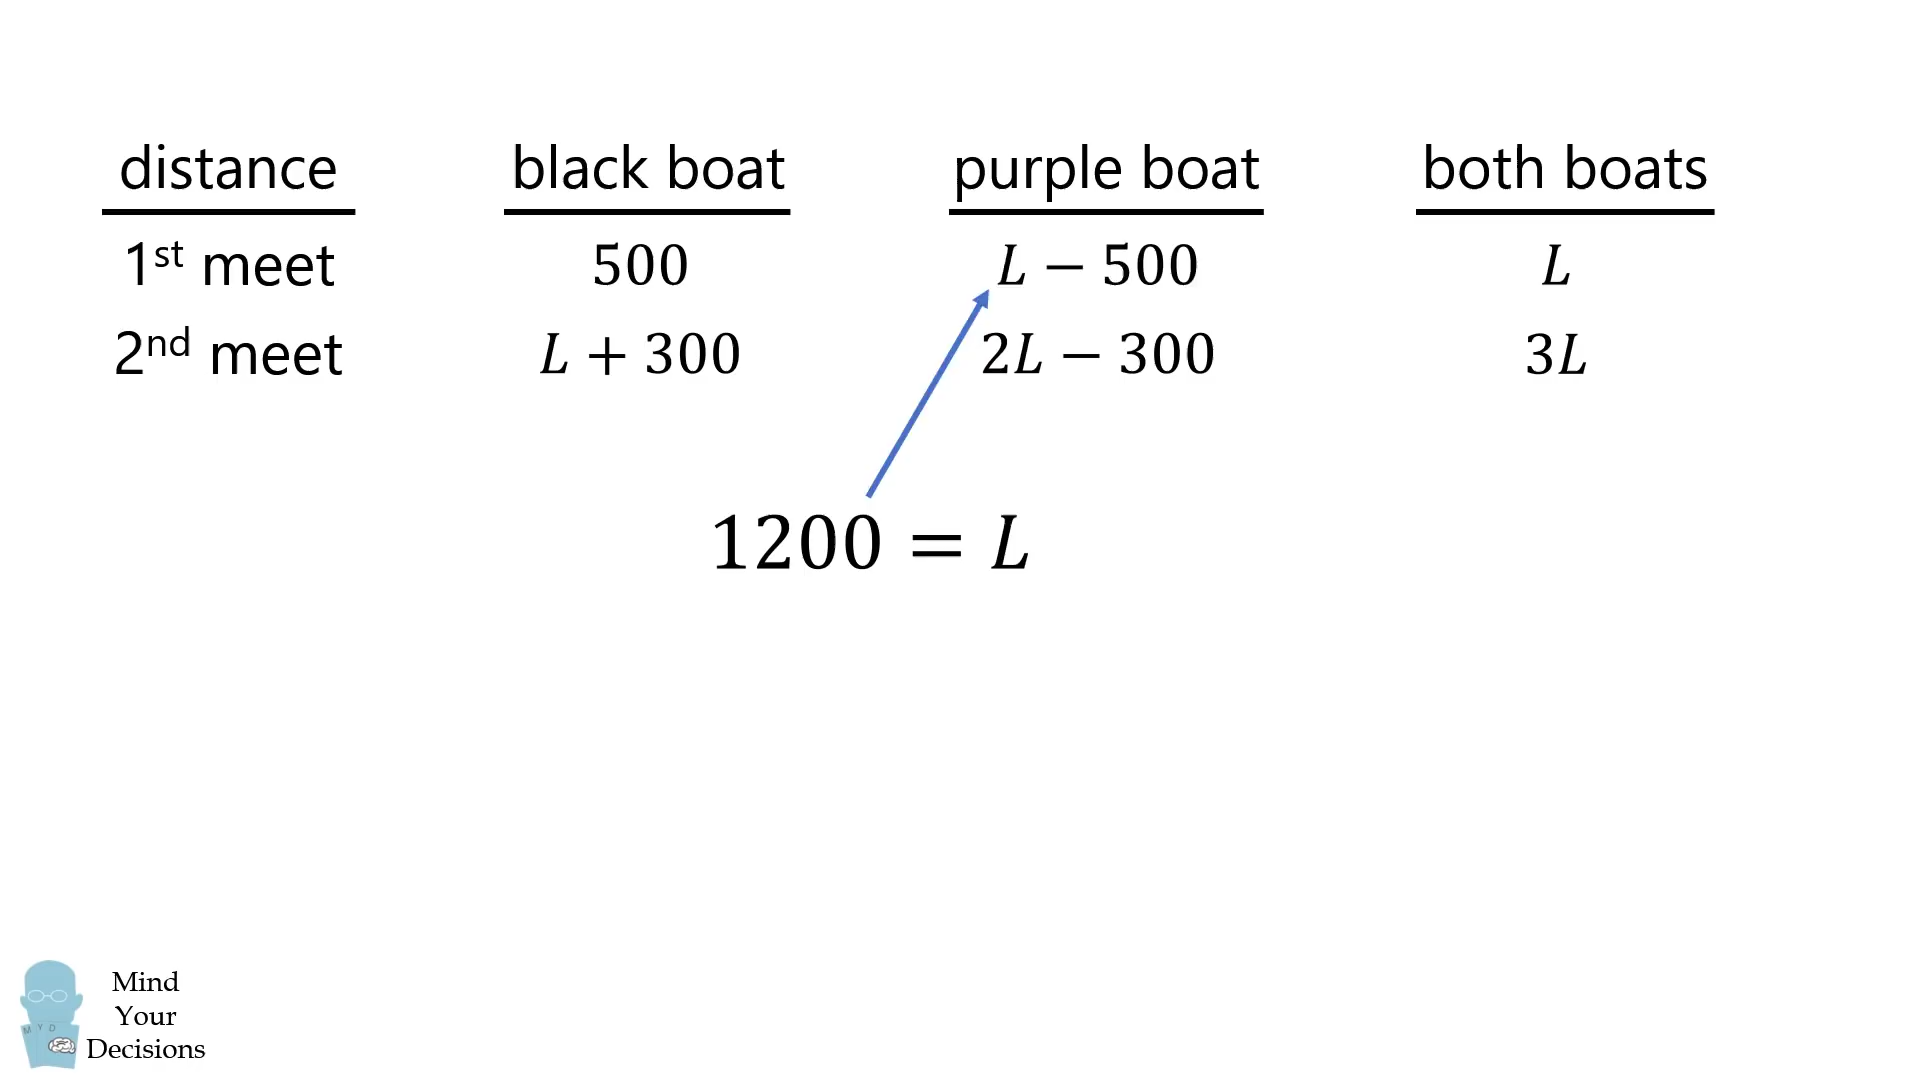 distance black boat purple boat both boats
1st meet 500 L − 500 L
2nd meet L + 300 2L − 300 3L
1200 = L
M Y D
Mind
Your
Decisions